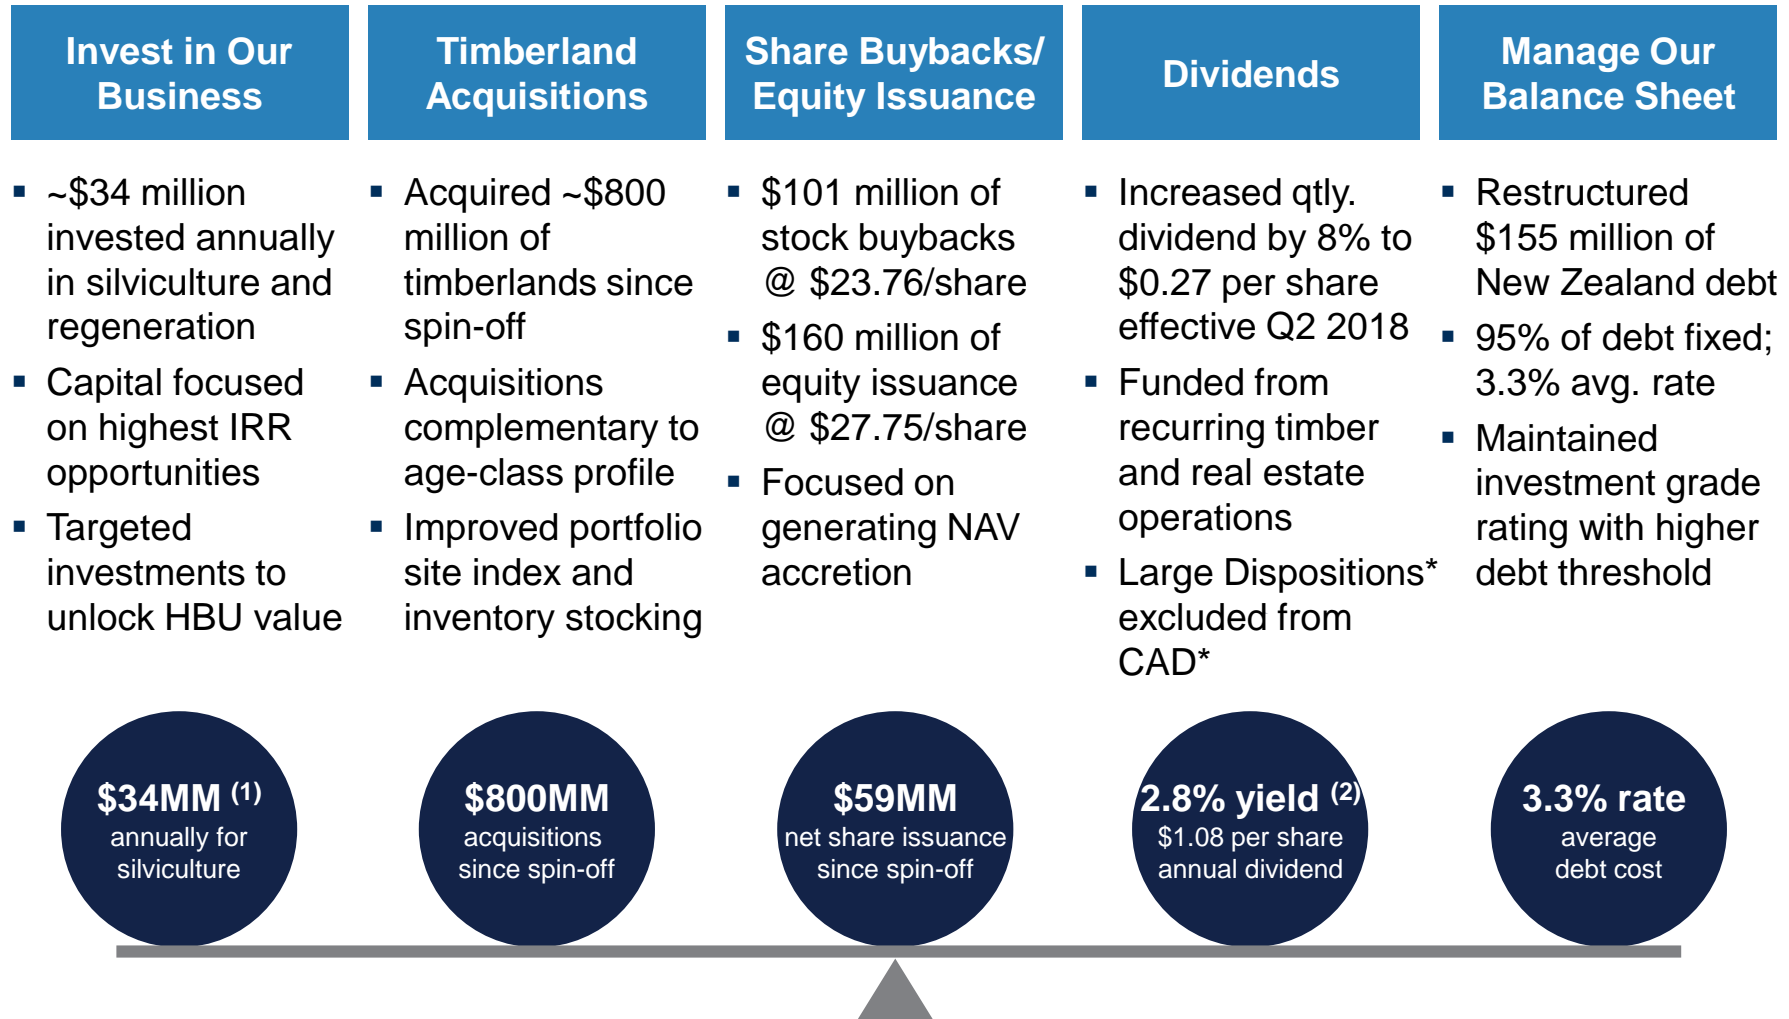 Invest in Our
Business
▪ ~$34 million
invested annually
in silviculture and
regeneration
▪ Capital focused
on highest IRR
opportunities
▪ Targeted
investments to
unlock HBU value
$34MM (1)
annually for
silviculture
Timberland
Acquisitions
▪ Acquired ~$800
million of
timberlands since
spin-off
▪ Acquisitions
complementary to
age-class profile
▪ Improved portfolio
site index and
inventory stocking
$800MM
acquisitions
since spin-off
Share Buybacks/
Equity Issuance
▪ $101 million of
stock buybacks
@ $23.76/share
▪ $160 million of
equity issuance
@ $27.75/share
▪ Focused on
generating NAV
accretion
$59MM
net share issuance
since spin-off
Dividends
▪ Increased qtly.
dividend by 8% to
$0.27 per share
effective Q2 2018
▪ Funded from
recurring timber
and real estate
operations
▪ Large Dispositions*
excluded from
CAD*
2.8% yield (2)
$1.08 per share
annual dividend
Manage Our
Balance Sheet
▪ Restructured
$155 million of
New Zealand debt
▪ 95% of debt fixed;
3.3% avg. rate
▪ Maintained
investment grade
rating with higher
debt threshold
3.3% rate
average
debt cost